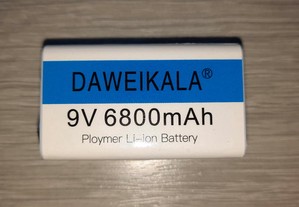 DAWEIKALA®
9V 6800mAh
Ploymer Li-Ion Battery